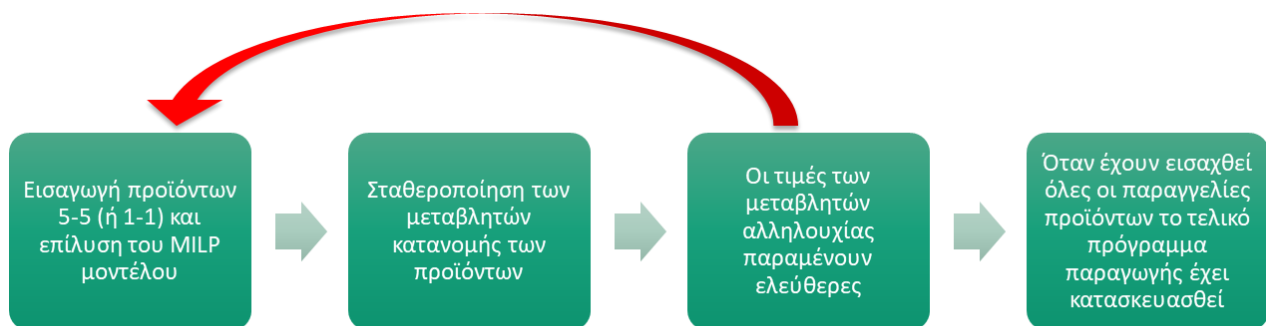 Εισαγωγή προϊόντων
5-5 (ή 1-1) και
επίλυση του MILP
μοντέλου
Σταθεροποίηση των
μεταβλητών
κατανομής των
προϊόντων
Οι τιμές των
μεταβλητών
αλληλουχίας
παραμένουν
ελεύθερες
Όταν έχουν εισαχθεί
όλες οι παραγγελίες
προϊόντων το τελικό
πρόγραμμα
παραγωγής έχει
κατασκευασθεί